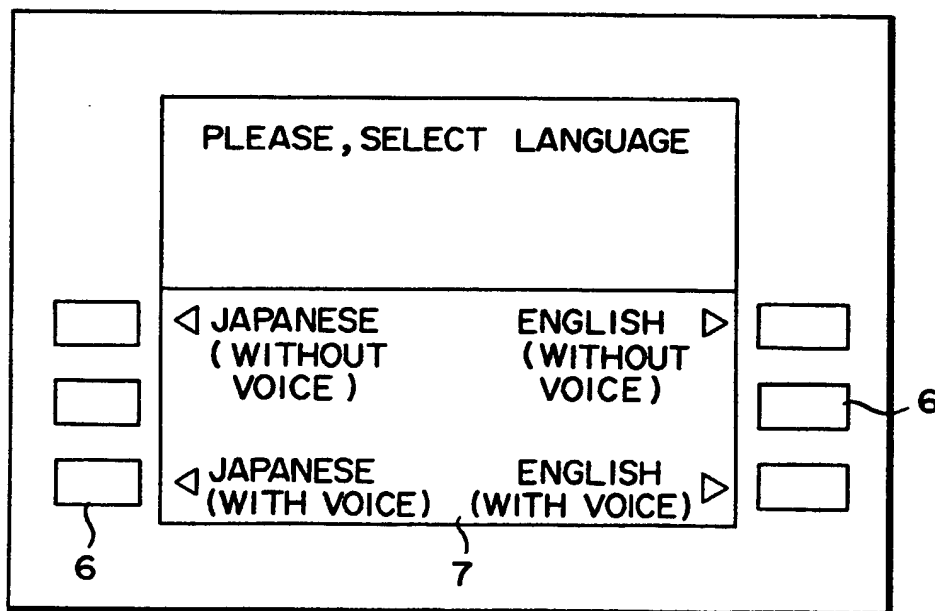 PLEASE, SELECT LANGUAGE
JAPANESE
(WITHOUT
VOICE)
ENGLISH
(WITHOUT
VOICE)
6
JAPANESE
(WITH VOICE)
ENGLISH
(WITH VOICE)
6
7